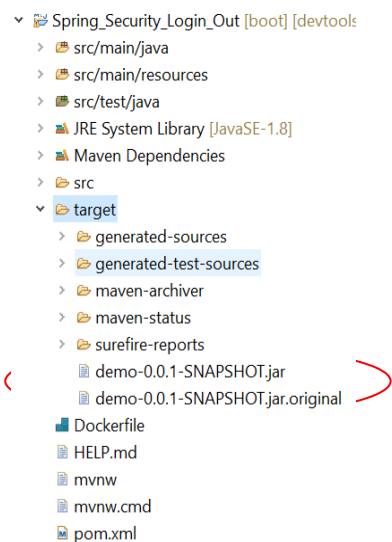 Spring_Security_Login_Out [boot] [devtools
src/main/java
src/main/resources
src/test/java
JRE System Library [JavaSE-1.8]
Maven Dependencies
src
target
generated-sources
generated-test-sources
maven-archiver
maven-status
surefire-reports
demo-0.0.1-SNAPSHOT.jar
demo-0.0.1-SNAPSHOT.jar.original
Dockerfile
HELP.md
mvnw
mvnw.cmd
pom.xml